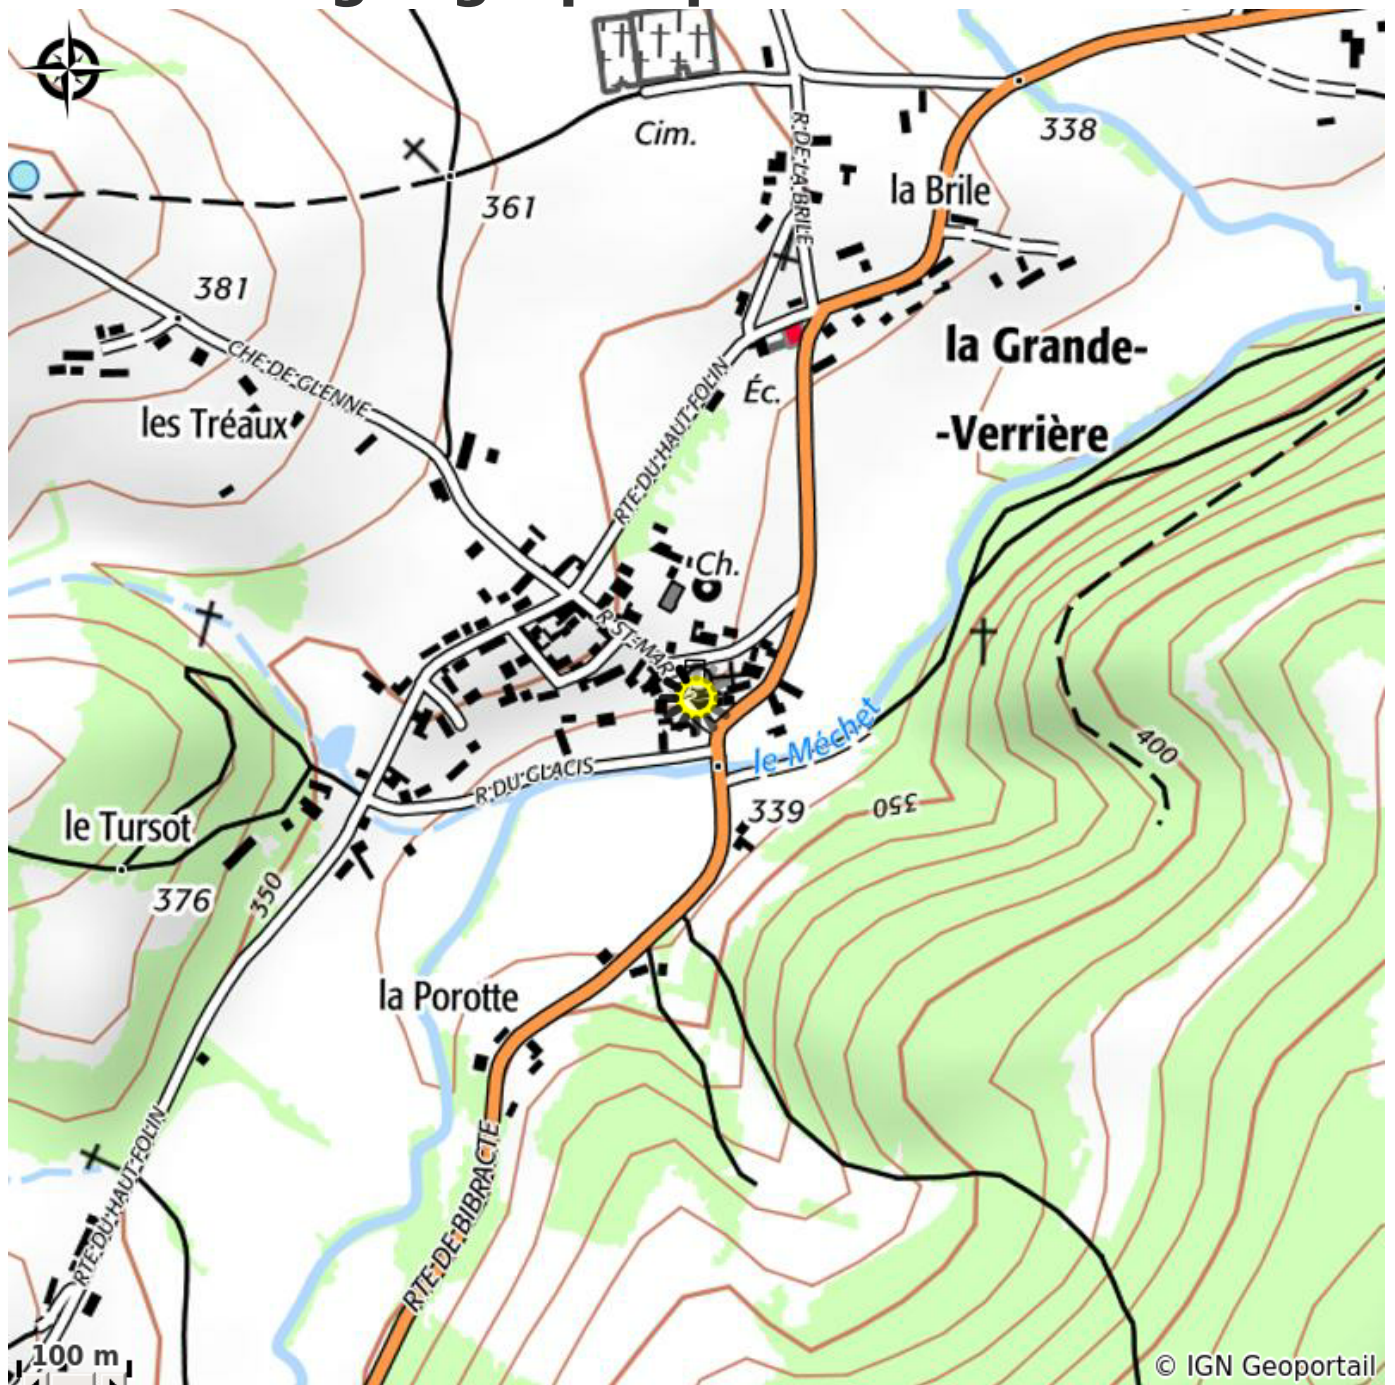 Cim.
338
R DE LA BRILE
la Brile
361
381
la Grande-
-Verrière
CHE DE GLENNE
les Tréaux
RTE DU HAUT FOLIN
Éc.
Ch.
R ST-MAR
le Méchet
400
R DU GLACIS
339
350
le Tursot
376
350
la Porotte
RTE DU HAUT FOLIN
RTE DE BIBRACTE
100 m
© IGN Geoportail